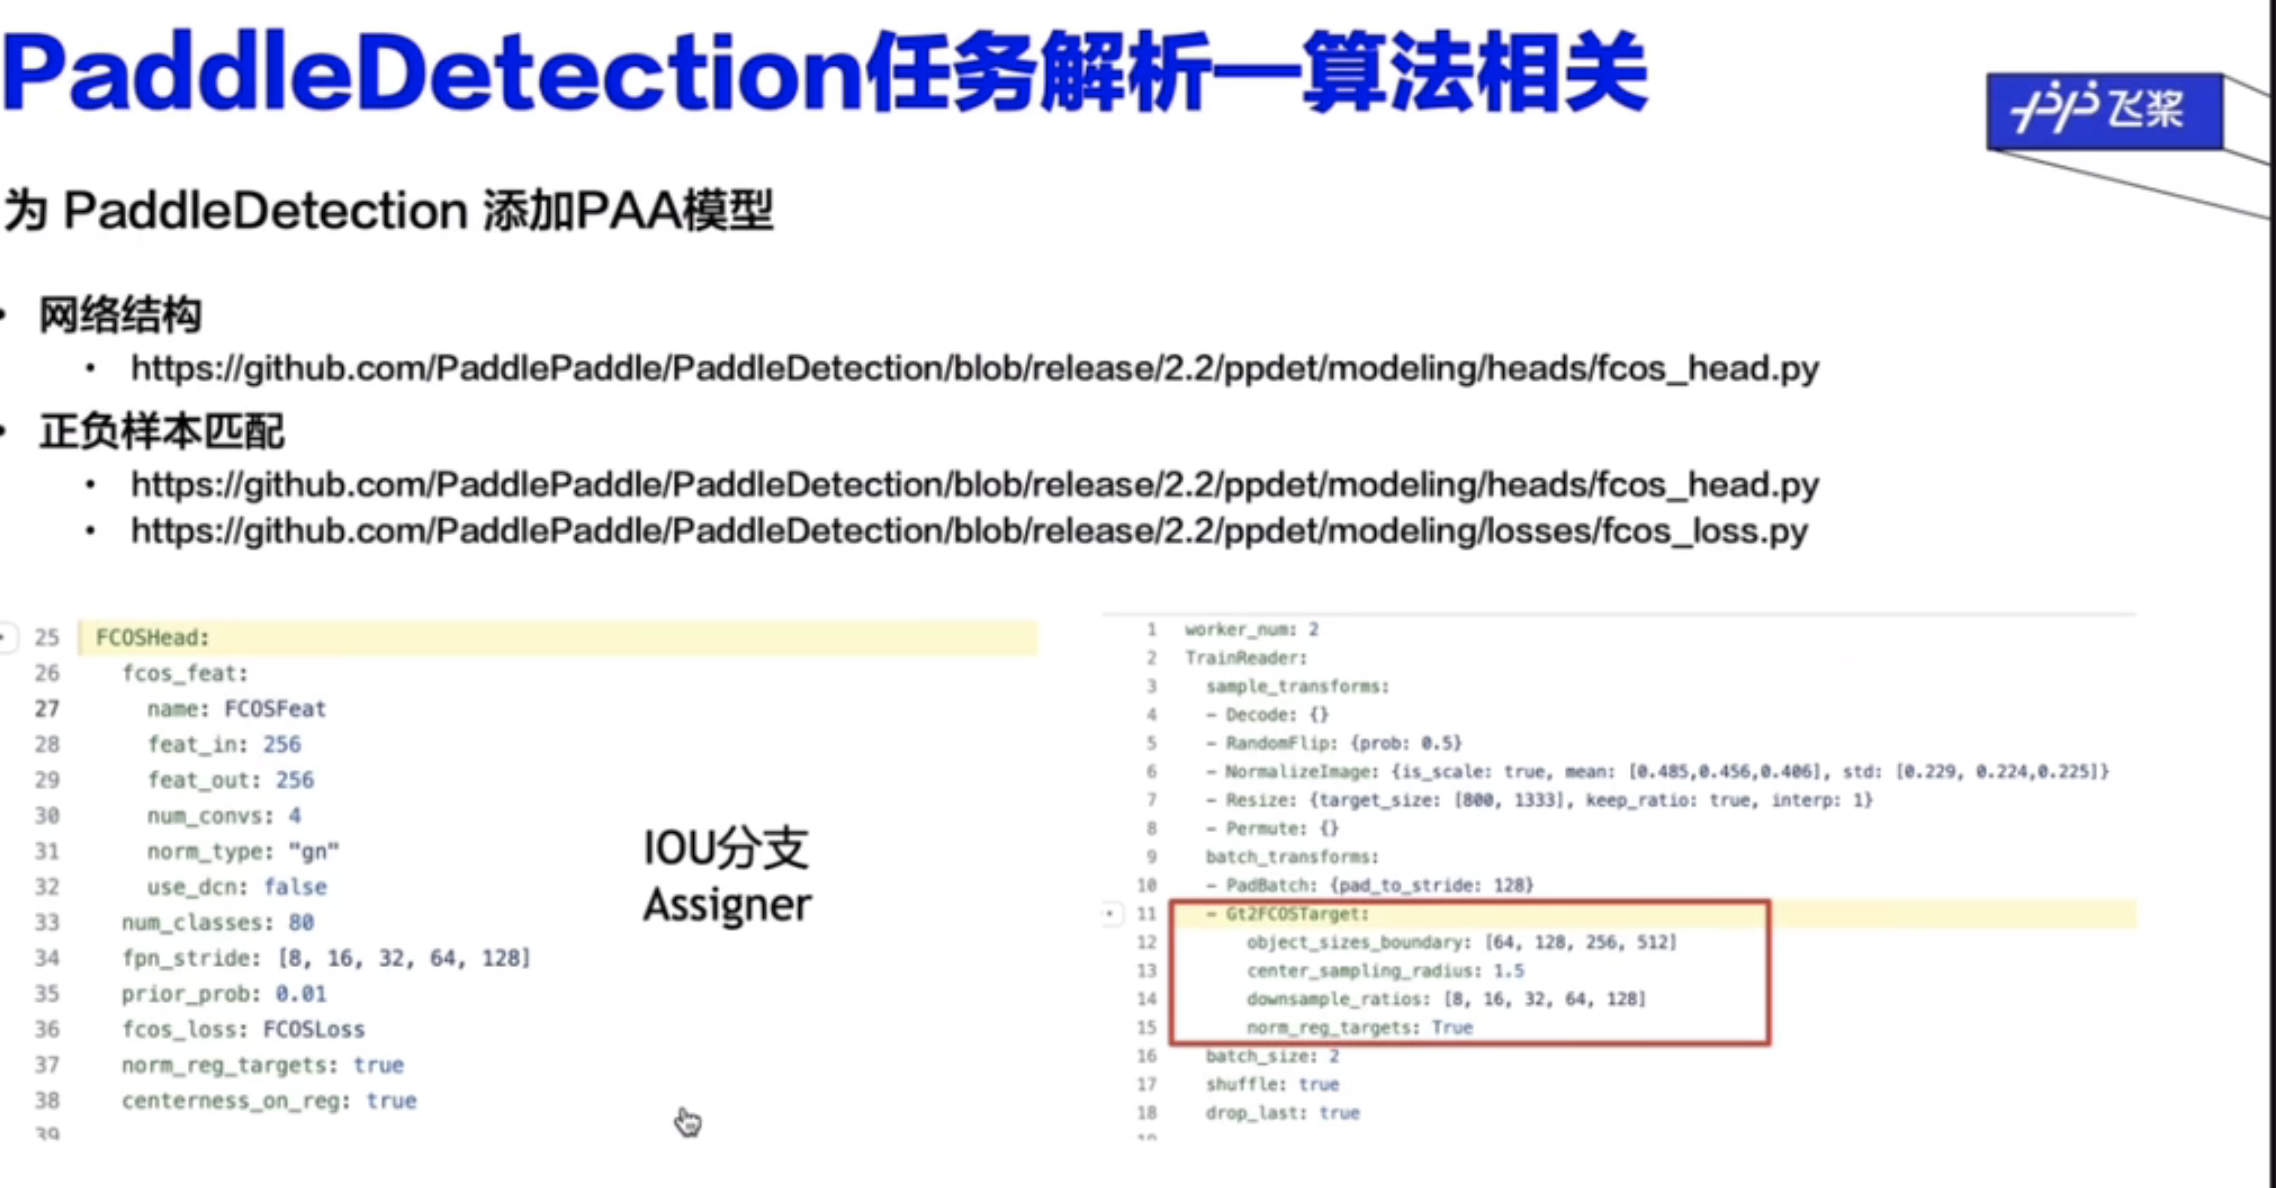 PaddleDetection任务解析—算法相关
飞桨
为 PaddleDetection 添加PAA模型
• 网络结构
• https://github.com/PaddlePaddle/PaddleDetection/blob/release/2.2/ppdet/modeling/heads/fcos_head.py
• 正负样本匹配
• https://github.com/PaddlePaddle/PaddleDetection/blob/release/2.2/ppdet/modeling/heads/fcos_head.py
• https://github.com/PaddlePaddle/PaddleDetection/blob/release/2.2/ppdet/modeling/losses/fcos_loss.py
25 FCOSHead:
26 fcos_feat:
27 name: FCOSFeat
28 feat_in: 256
29 feat_out: 256
30 num_convs: 4
31 norm_type: "gn"
32 use_dcn: false
33 num_classes: 80
34 fpn_stride: [8, 16, 32, 64, 128]
35 prior_prob: 0.01
36 fcos_loss: FCOSLoss
37 norm_reg_targets: true
38 centerness_on_reg: true
39
IOU分支
Assigner
1 worker_num: 2
2 TrainReader:
3 sample_transforms:
4 - Decode: {}
5 - RandomFlip: {prob: 0.5}
6 - NormalizeImage: {is_scale: true, mean: [0.485,0.456,0.406], std: [0.229, 0.224,0.225]}
7 - Resize: {target_size: [800, 1333], keep_ratio: true, interp: 1}
8 - Permute: {}
9 batch_transforms:
10 - PadBatch: {pad_to_stride: 128}
11 - Gt2FCOSTarget:
12 object_sizes_boundary: [64, 128, 256, 512]
13 center_sampling_radius: 1.5
14 downsample_ratios: [8, 16, 32, 64, 128]
15 norm_reg_targets: True
16 batch_size: 2
17 shuffle: true
18 drop_last: true